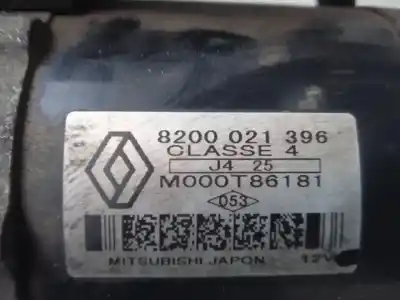 8200 021 396
CLASSE 4
J4 25
M000T86181
053
MITSUBISHI JAPON 12V